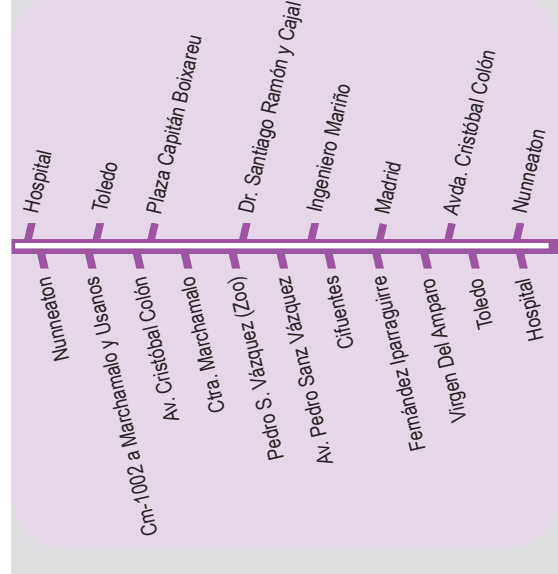 Hospital
Toledo
Plaza Capitán Boixareu
Dr. Santiago Ramón y Cajal
Ingeniero Mariño
Madrid
Avda. Cristóbal Colón
Nunneaton
Nunneaton
Cm-1002 a Marchamalo y Usanos
Av. Cristóbal Colón
Ctra. Marchamalo
Pedro S. Vázquez (Zoo)
Av. Pedro Sanz Vázquez
Cifuentes
Fernández Iparraguirre
Virgen Del Amparo
Toledo
Hospital